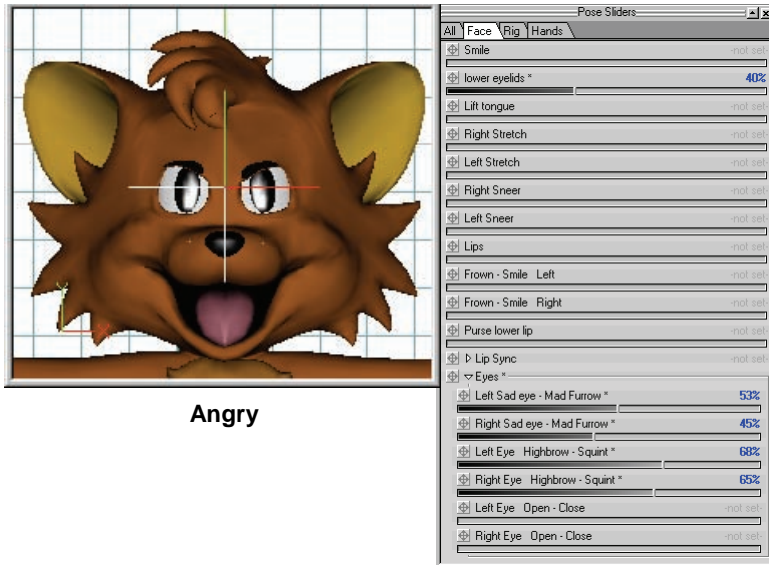 Pose Sliders
All Face Rig Hands
Smile -not set-
lower eyelids * 40%
Lift tongue -not set-
Right Stretch -not set-
Left Stretch -not set-
Right Sneer -not set-
Left Sneer -not set-
Lips -not set-
Frown - Smile Left -not set-
Frown - Smile Right -not set-
Purse lower lip -not set-
Lip Sync -not set-
Eyes *
Left Sad eye - Mad Furrow * 53%
Right Sad eye - Mad Furrow * 45%
Left Eye Highbrow - Squint * 68%
Right Eye Highbrow - Squint * 65%
Left Eye Open - Close -not set-
Right Eye Open - Close -not set-
Y
X
Angry